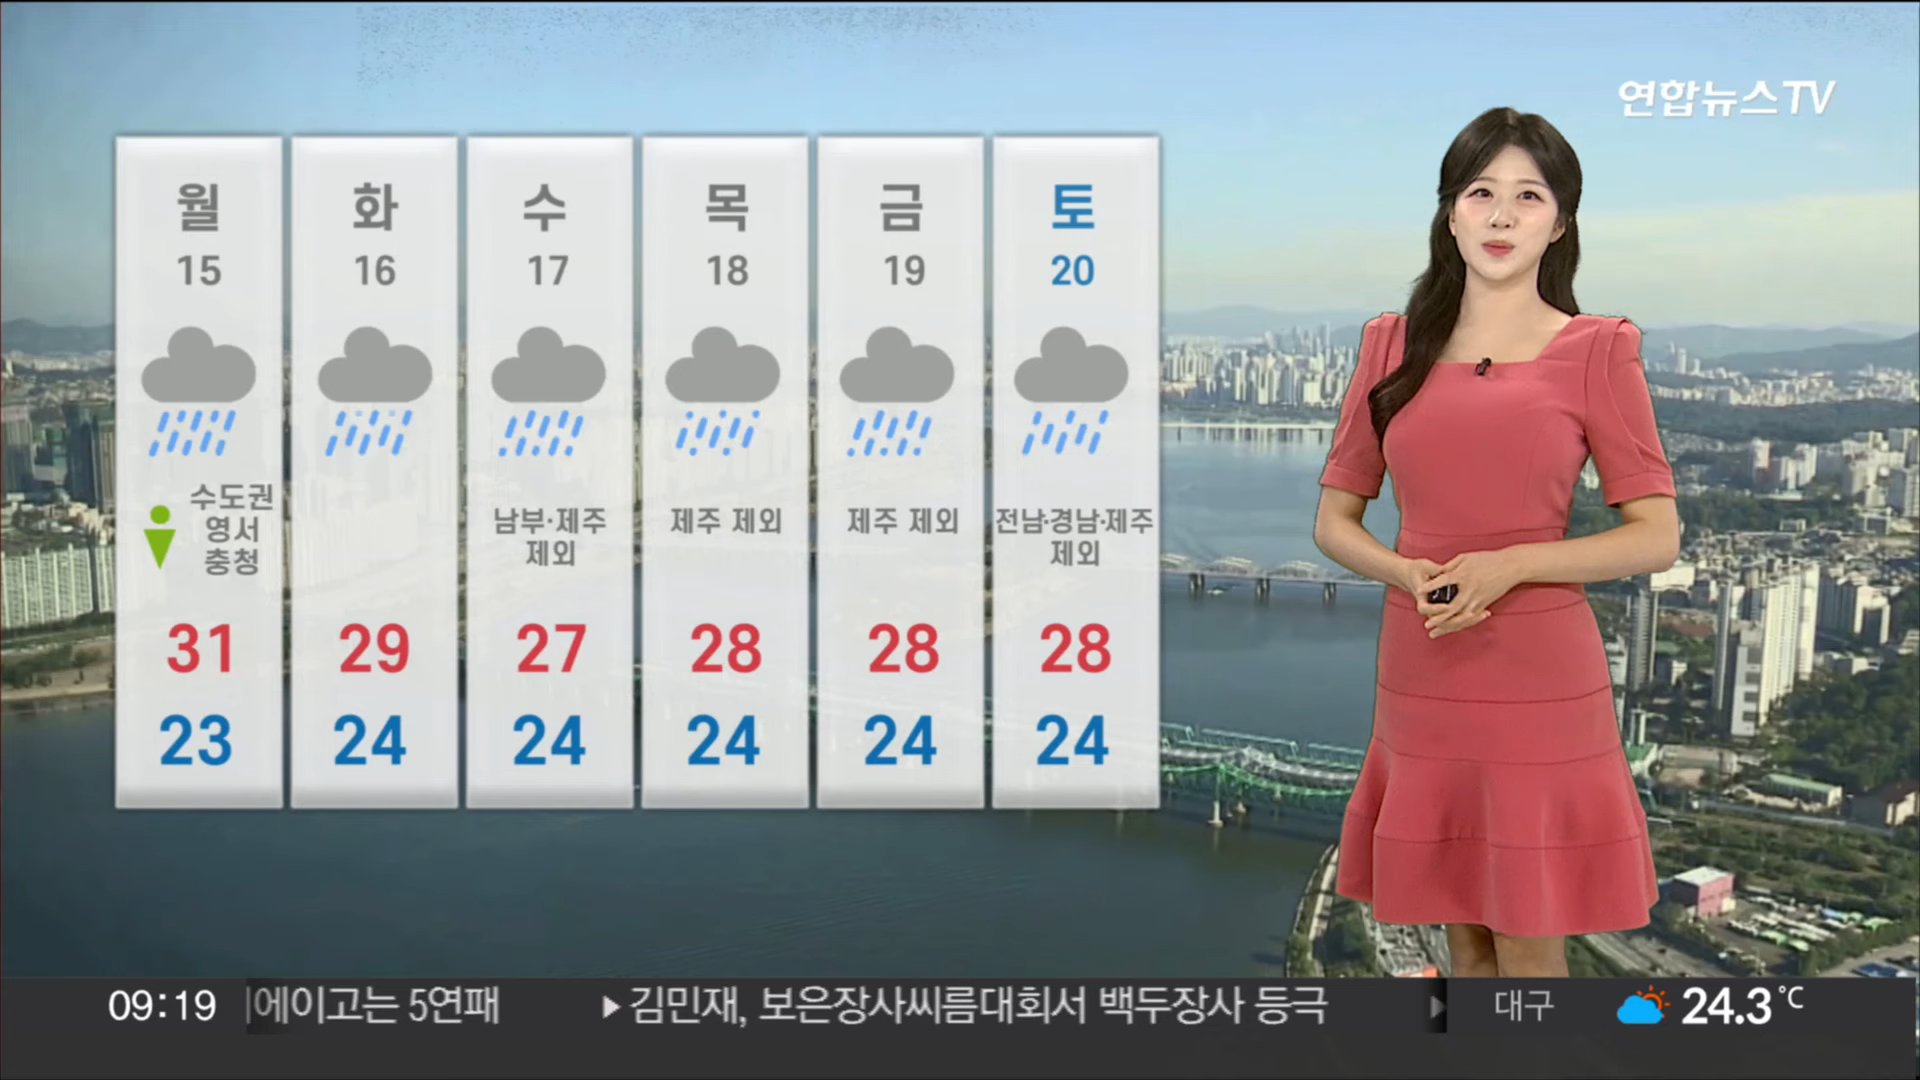 연합뉴스TV
월
15
수도권
영서
충청
31
23
화
16
29
24
수
17
남부·제주
제외
27
24
목
18
제주 제외
28
24
금
19
제주 제외
28
24
토
20
전남·경남·제주
제외
28
24
09:19
에이고는 5연패
▶김민재, 보은장사씨름대회서 백두장사 등극
대구
24.3℃